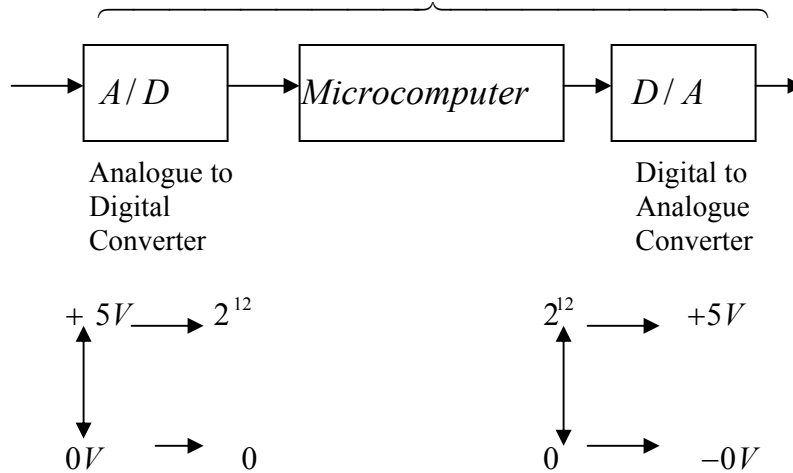 A/D Microcomputer D/A
Analogue to
Digital
Converter
Digital to
Analogue
Converter
+ 5V 2^12 2^12 +5V
0V 0 0 −0V